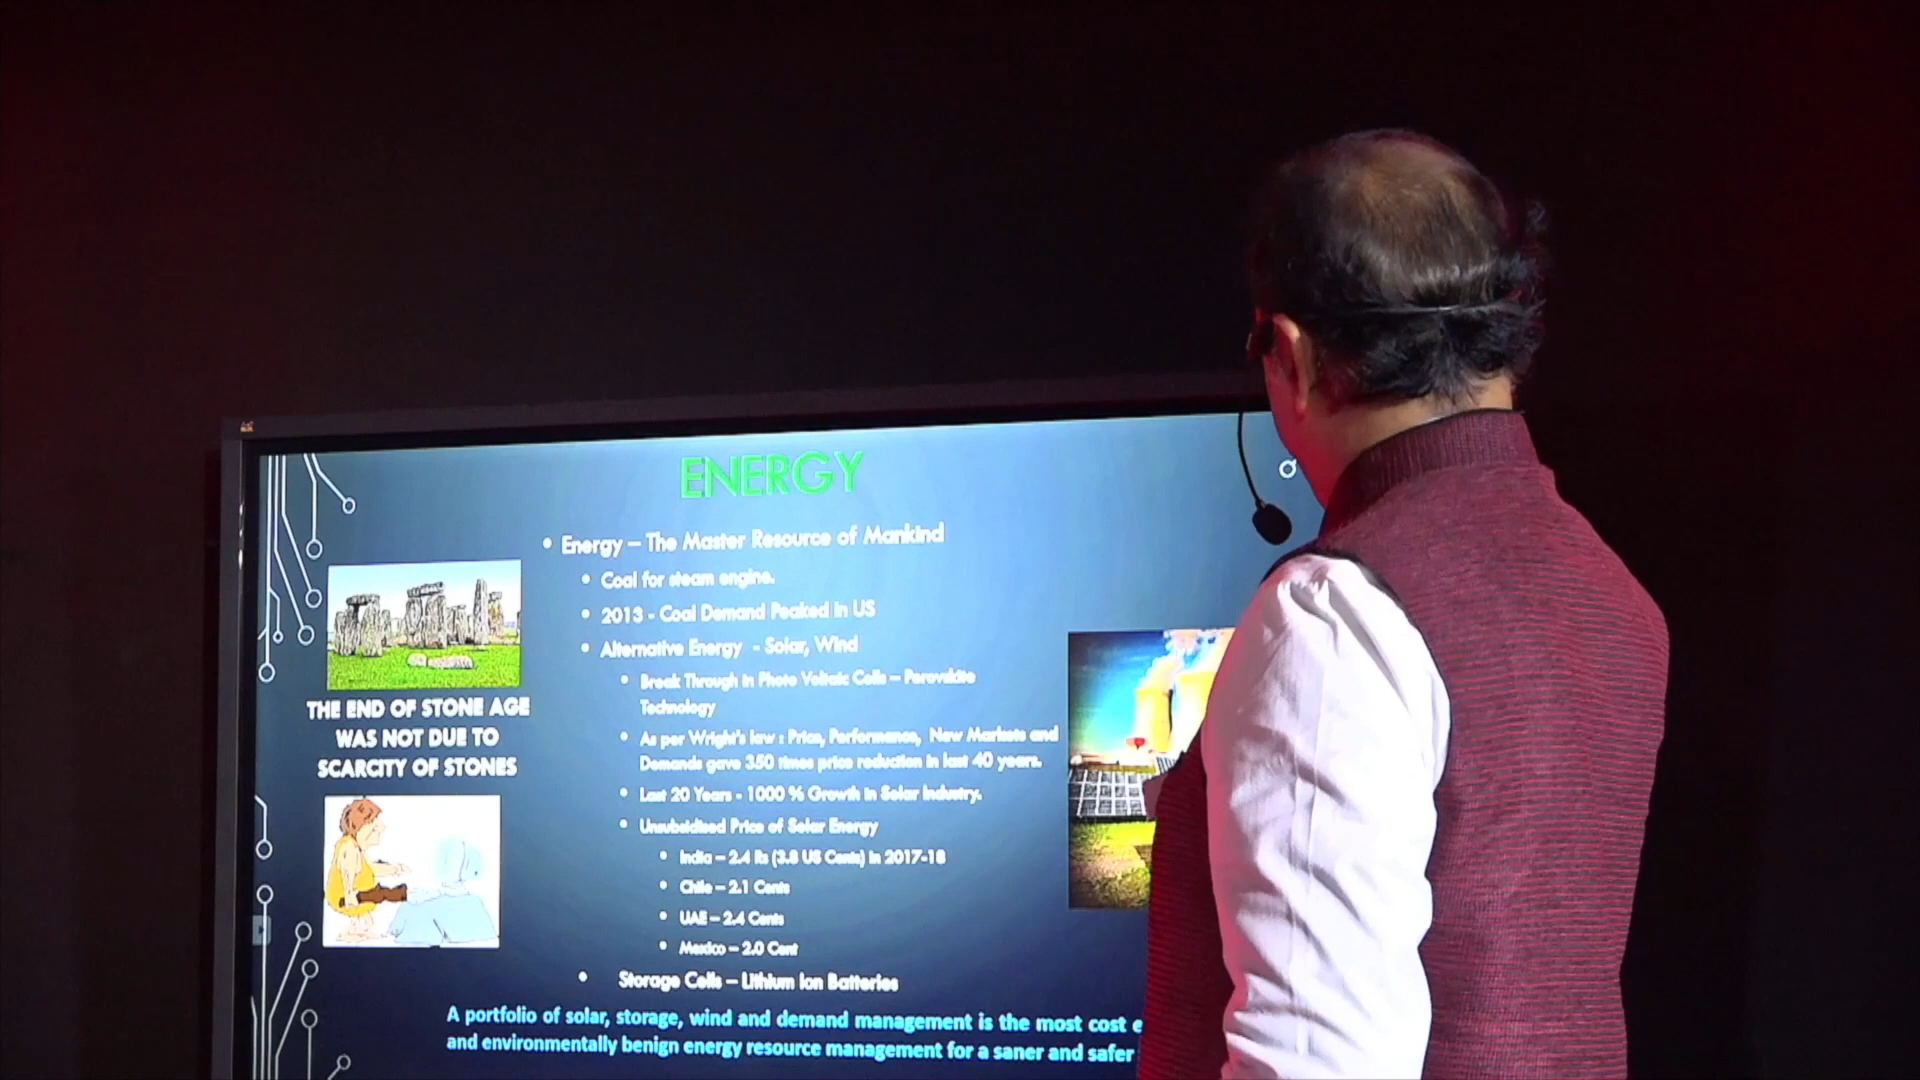 ENERGY
Energy – The Master Resource of Mankind
Coal for steam engine.
2013 - Coal Demand Peaked in US
Alternative Energy - Solar, Wind
Break Through in Photo Voltaic Cells – Perovskite
Technology
As per Wright's law : Price, Performance, New Markets and
Demands gave 350 times price reduction in last 40 years.
Last 20 Years - 1000 % Growth in Solar Industry.
Unsubsidised Price of Solar Energy
India – 2.4 Rs (3.8 US Cents) in 2017-18
Chile – 2.1 Cents
UAE – 2.4 Cents
Mexico – 2.0 Cent
Storage Cells – Lithium Ion Batteries
THE END OF STONE AGE
WAS NOT DUE TO
SCARCITY OF STONES
A portfolio of solar, storage, wind and demand management is the most cost
and environmentally benign energy resource management for a saner and safer